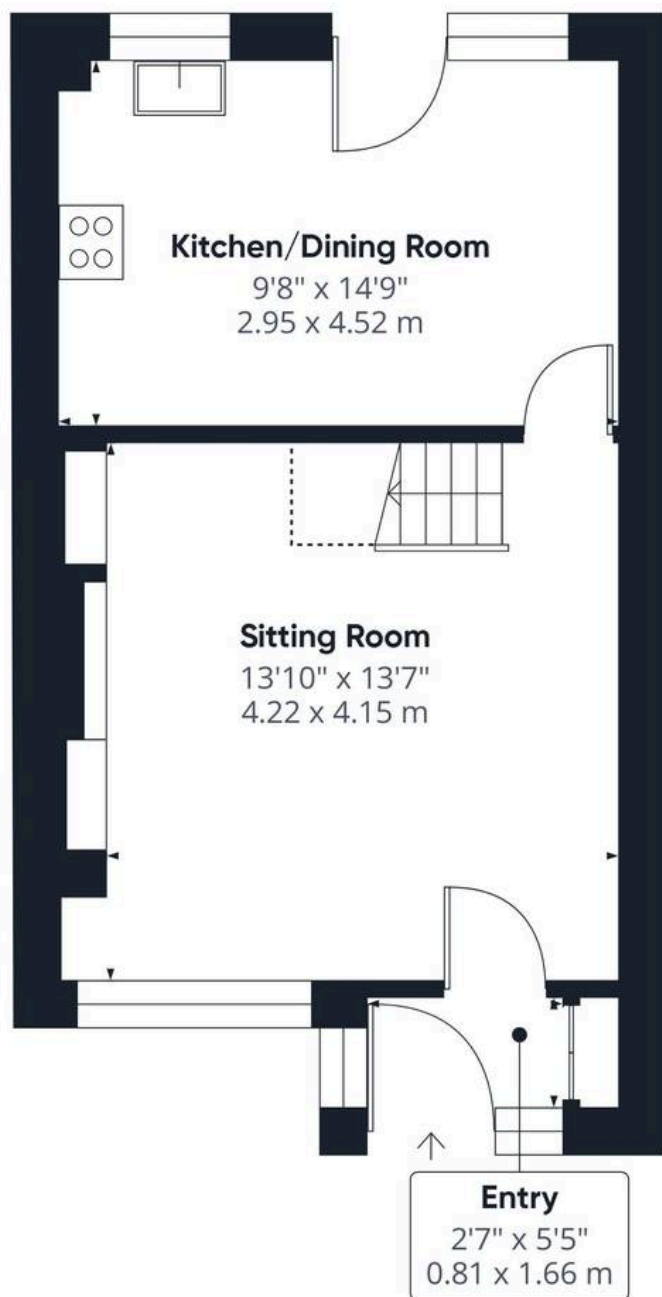 Kitchen/Dining Room
9'8" x 14'9"
2.95 x 4.52 m
Sitting Room
13'10" x 13'7"
4.22 x 4.15 m
Entry
2'7" x 5'5"
0.81 x 1.66 m